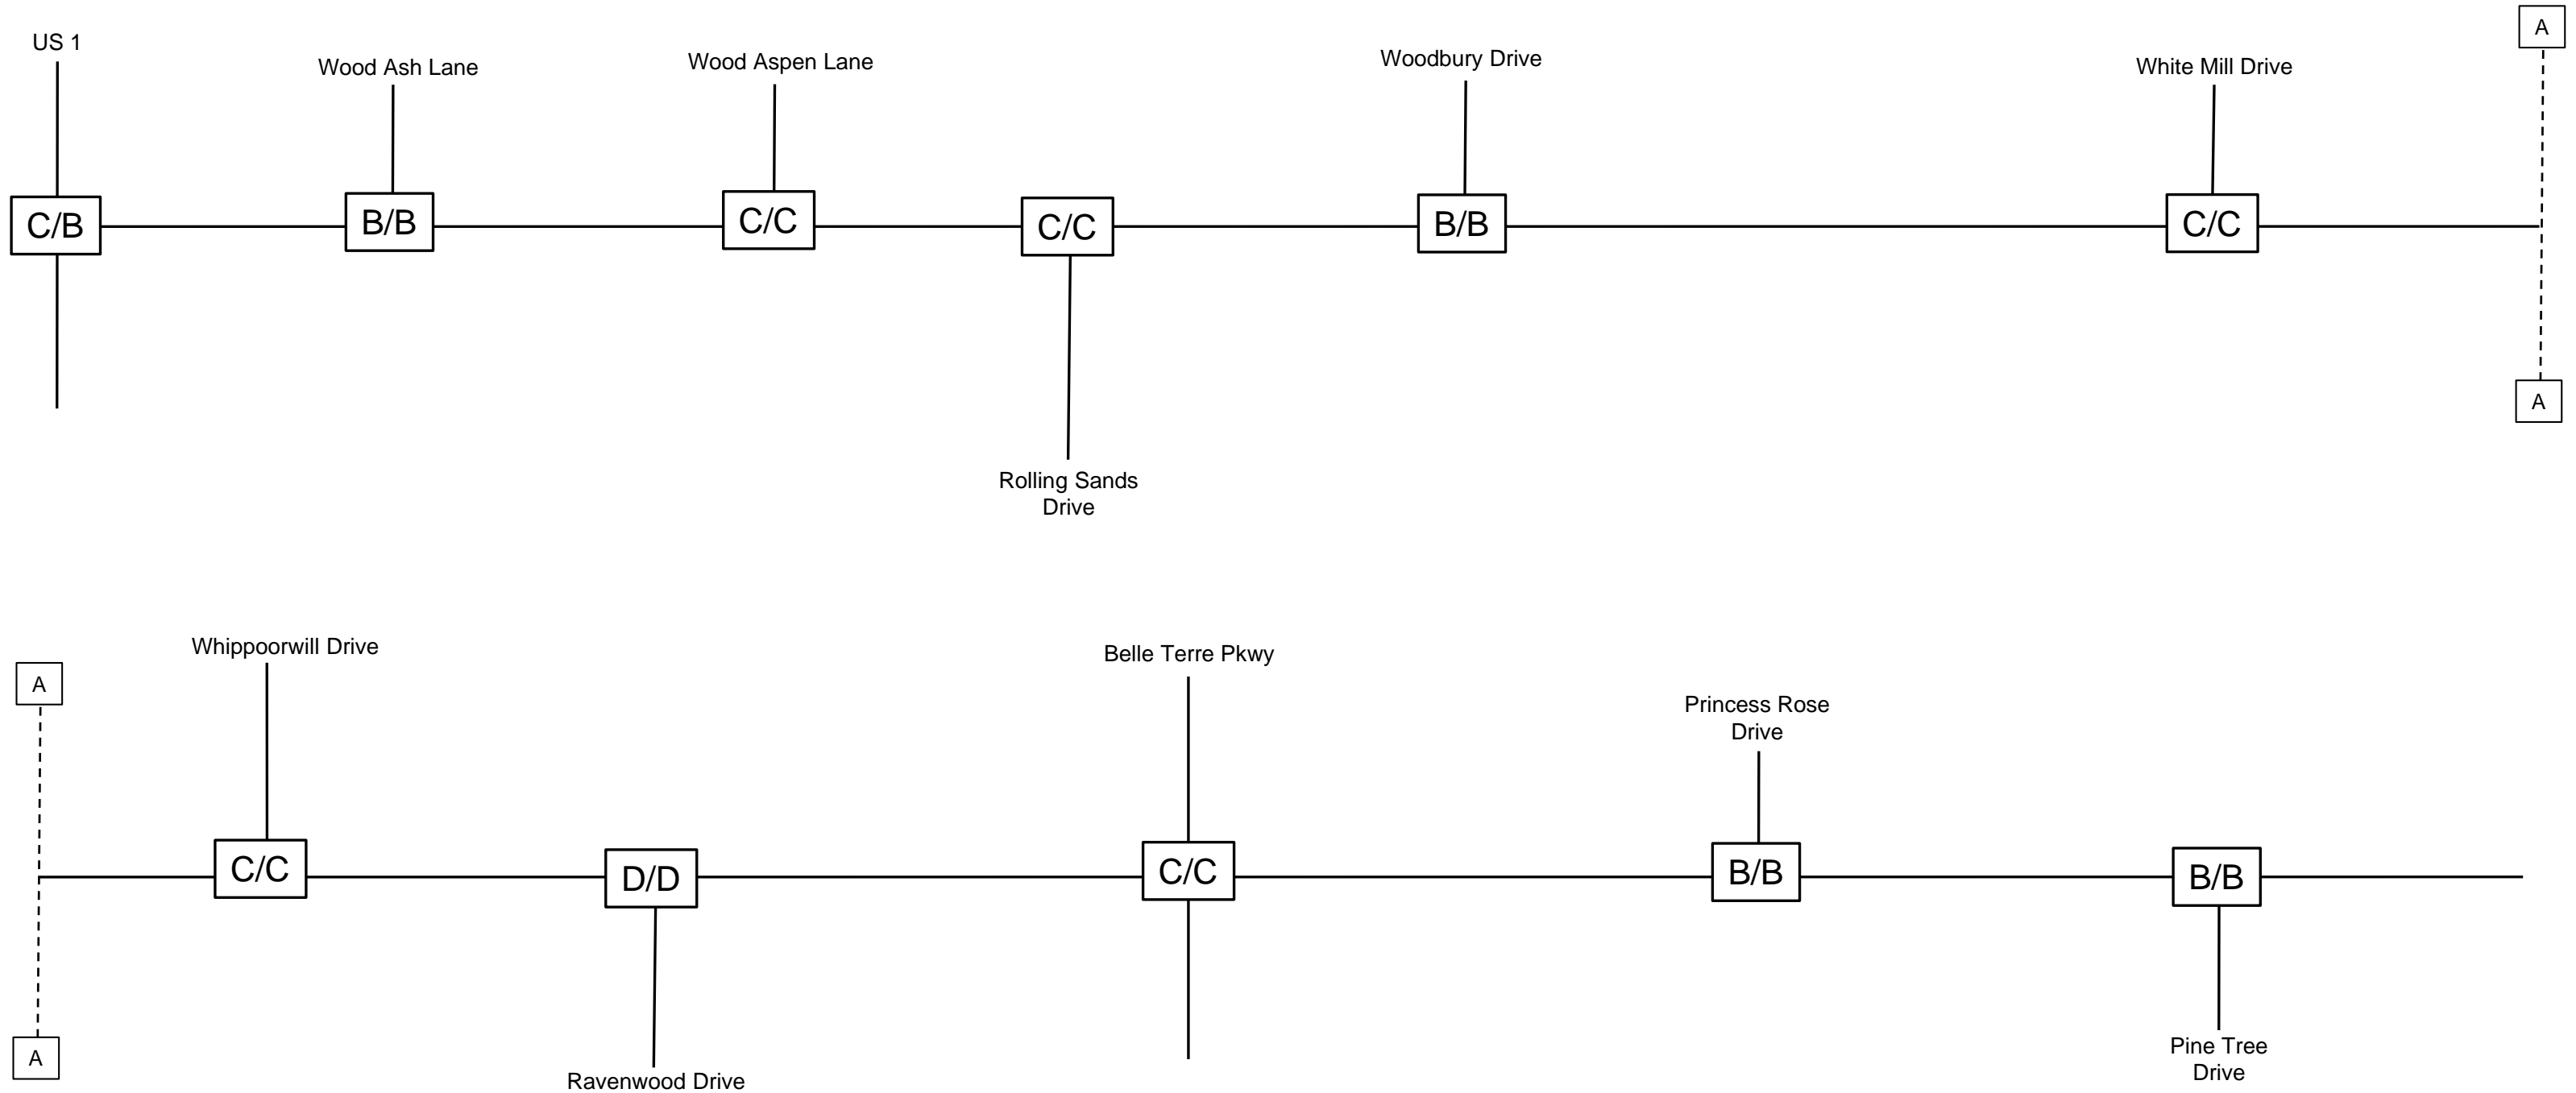 A
US 1
Wood Ash Lane
Wood Aspen Lane
Woodbury Drive
White Mill Drive
C/B
B/B
C/C
C/C
B/B
C/C
A
Rolling Sands
Drive
Whippoorwill Drive
Belle Terre Pkwy
A
Princess Rose
Drive
C/C
D/D
C/C
B/B
B/B
A
Ravenwood Drive
Pine Tree
Drive